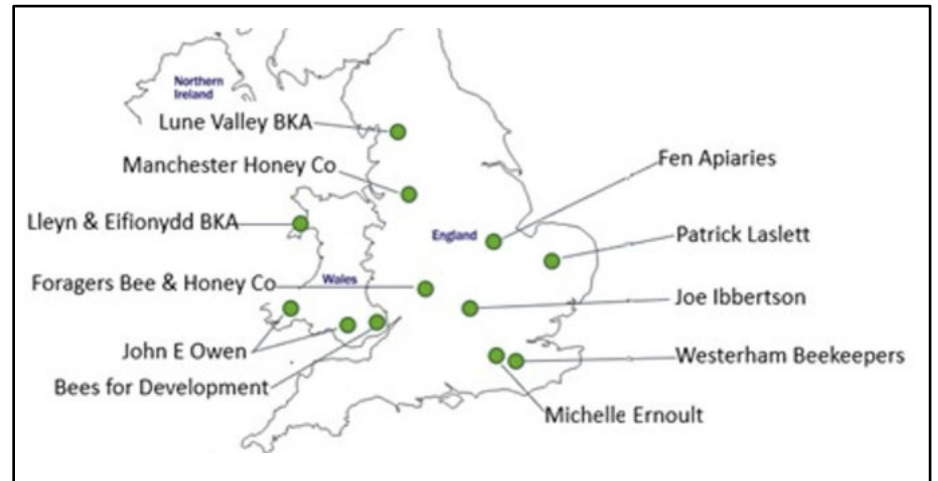 Northern
Ireland
Lune Valley BKA
Manchester Honey Co
Fen Apiaries
Lleyn & Eifionydd BKA
England
Patrick Laslett
Foragers Bee & Honey Co
Wales
Joe Ibbertson
John E Owen
Westerham Beekeepers
Bees for Development
Michelle Ernoult